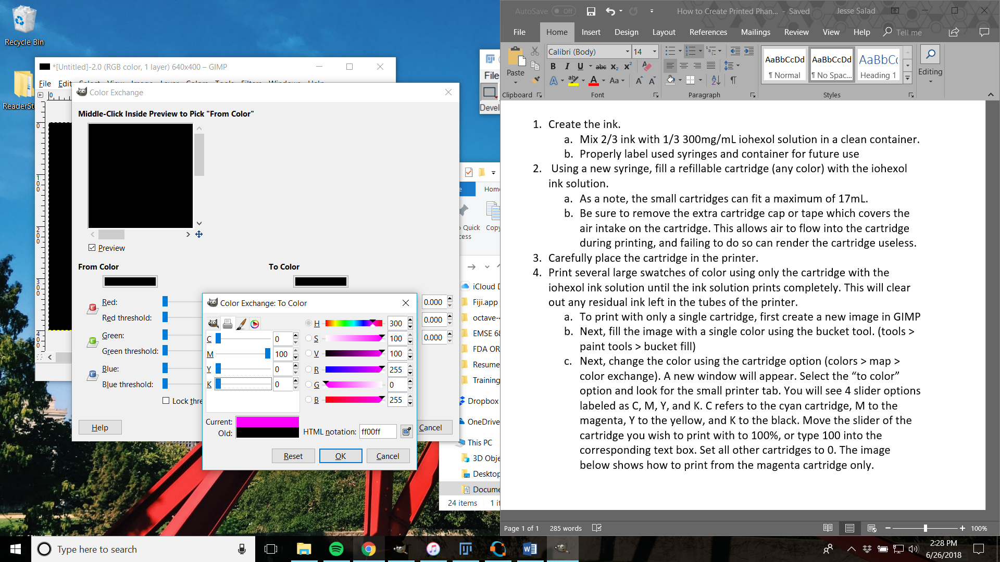 Recycle Bin
*[Untitled]-2.0 (RGB color, 1 layer) 640x400 – GIMP
File Edit Select View Image Layer Colors Tools Filters Windows Help
Color Exchange
Middle-Click Inside Preview to Pick "From Color"
Preview
From Color
To Color
Red:
0.000
Red threshold:
0.000
Green:
0.000
Green threshold:
Blue:
Blue threshold:
Lock thre
Help
Cancel
Color Exchange: To Color
C 0
M 100
Y 0
K 0
H 300
S 100
V 100
R 255
G 0
B 255
Current:
Old:
HTML notation: ff00ff
Reset
OK
Cancel
File
Devel
Home
Quick
Copy
cess
iCloud D
Fiji.app
octave-4
EMSE 68
FDA OR
Resume
Training
Dropbox
OneDrive
This PC
3D Obje
Desktop
Docume
24 items 1 it
AutoSave Off
How to Create Printed Phan... - Saved
Jesse Salad
File Home Insert Design Layout References Mailings Review View Help Tell me
Paste
Clipboard
Calibri (Body) 14
B I U abc x₂ x²
A ab A Aa A A
Font
Paragraph
AaBbCcDd
¶ Normal
AaBbCcDd
¶ No Spac...
AaBbCc
Heading 1
Styles
Editing
1. Create the ink.
a. Mix 2/3 ink with 1/3 300mg/mL iohexol solution in a clean container.
b. Properly label used syringes and container for future use
2. Using a new syringe, fill a refillable cartridge (any color) with the iohexol
ink solution.
a. As a note, the small cartridges can fit a maximum of 17mL.
b. Be sure to remove the extra cartridge cap or tape which covers the
air intake on the cartridge. This allows air to flow into the cartridge
during printing, and failing to do so can render the cartridge useless.
3. Carefully place the cartridge in the printer.
4. Print several large swatches of color using only the cartridge with the
iohexol ink solution until the ink solution prints completely. This will clear
out any residual ink left in the tubes of the printer.
a. To print with only a single cartridge, first create a new image in GIMP
b. Next, fill the image with a single color using the bucket tool. (tools >
paint tools > bucket fill)
c. Next, change the color using the cartridge option (colors > map >
color exchange). A new window will appear. Select the “to color”
option and look for the small printer tab. You will see 4 slider options
labeled as C, M, Y, and K. C refers to the cyan cartridge, M to the
magenta, Y to the yellow, and K to the black. Move the slider of the
cartridge you wish to print with to 100%, or type 100 into the
corresponding text box. Set all other cartridges to 0. The image
below shows how to print from the magenta cartridge only.
Page 1 of 1 285 words
100%
Type here to search
2:28 PM
6/26/2018